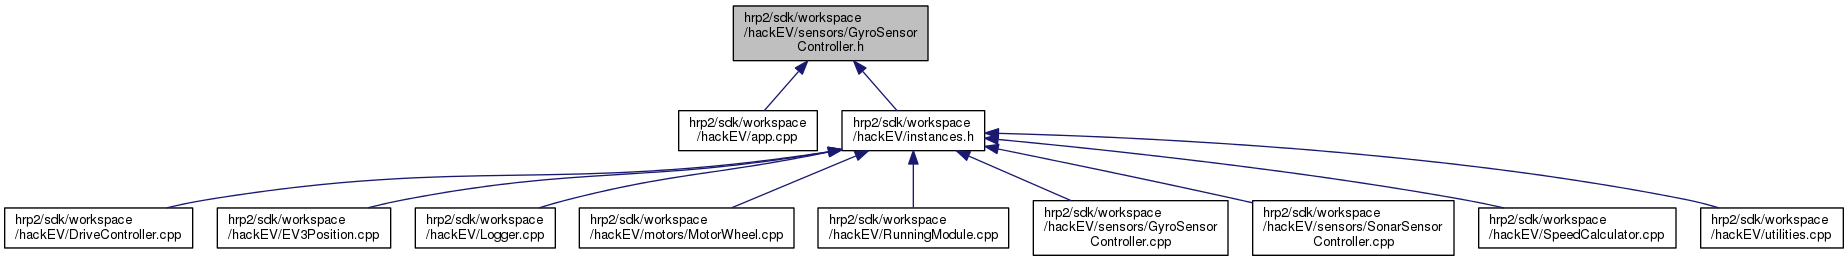 hrp2/sdk/workspace
/hackEV/sensors/GyroSensor
Controller.h
hrp2/sdk/workspace
/hackEV/app.cpp
hrp2/sdk/workspace
/hackEV/instances.h
hrp2/sdk/workspace
/hackEV/DriveController.cpp
hrp2/sdk/workspace
/hackEV/EV3Position.cpp
hrp2/sdk/workspace
/hackEV/Logger.cpp
hrp2/sdk/workspace
/hackEV/motors/MotorWheel.cpp
hrp2/sdk/workspace
/hackEV/RunningModule.cpp
hrp2/sdk/workspace
/hackEV/sensors/GyroSensor
Controller.cpp
hrp2/sdk/workspace
/hackEV/sensors/SonarSensor
Controller.cpp
hrp2/sdk/workspace
/hackEV/SpeedCalculator.cpp
hrp2/sdk/workspace
/hackEV/utilities.cpp